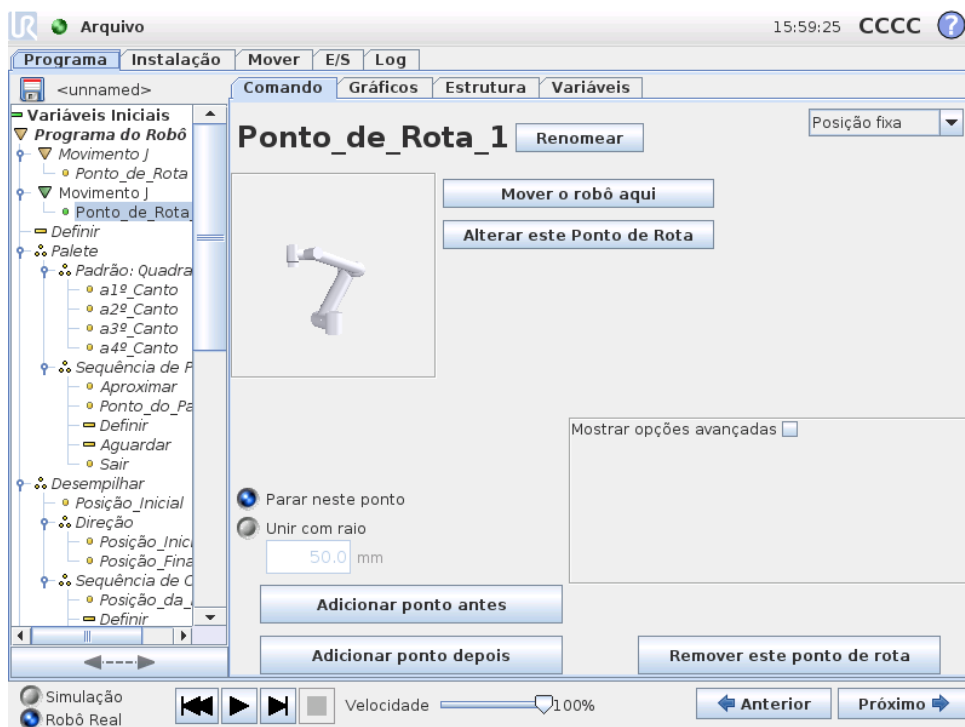 UR Arquivo 15:59:25 CCCC ?
Programa Instalação Mover E/S Log
<unnamed>
Comando Gráficos Estrutura Variáveis
Variáveis Iniciais
Programa do Robô
Movimento J
Ponto_de_Rota
Movimento J
Ponto_de_Rota_
Definir
Palete
Padrão: Quadra
a1º_Canto
a2º_Canto
a3º_Canto
a4º_Canto
Sequência de P
Aproximar
Ponto_do_Pa
Definir
Aguardar
Sair
Desempilhar
Posição_Inicial
Direção
Posição_Inic
Posição_Fina
Sequência de C
Posição_da_
Definir
Ponto_de_Rota_1 Renomear
Posição fixa
Mover o robô aqui
Alterar este Ponto de Rota
Mostrar opções avançadas
Parar neste ponto
Unir com raio
50.0 mm
Adicionar ponto antes
Adicionar ponto depois Remover este ponto de rota
Simulação
Robô Real
Velocidade 100%
Anterior Próximo